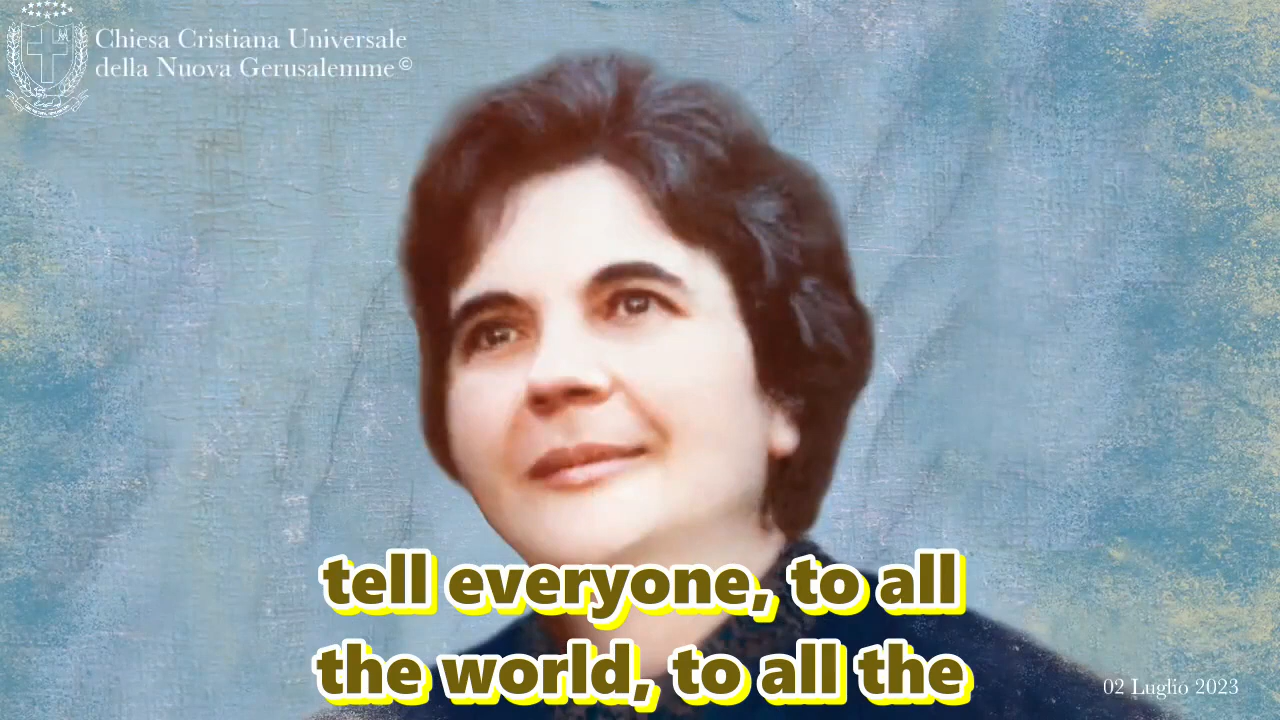 Chiesa Cristiana Universale
della Nuova Gerusalemme©
tell everyone, to all
the world, to all the
02 Luglio 2023